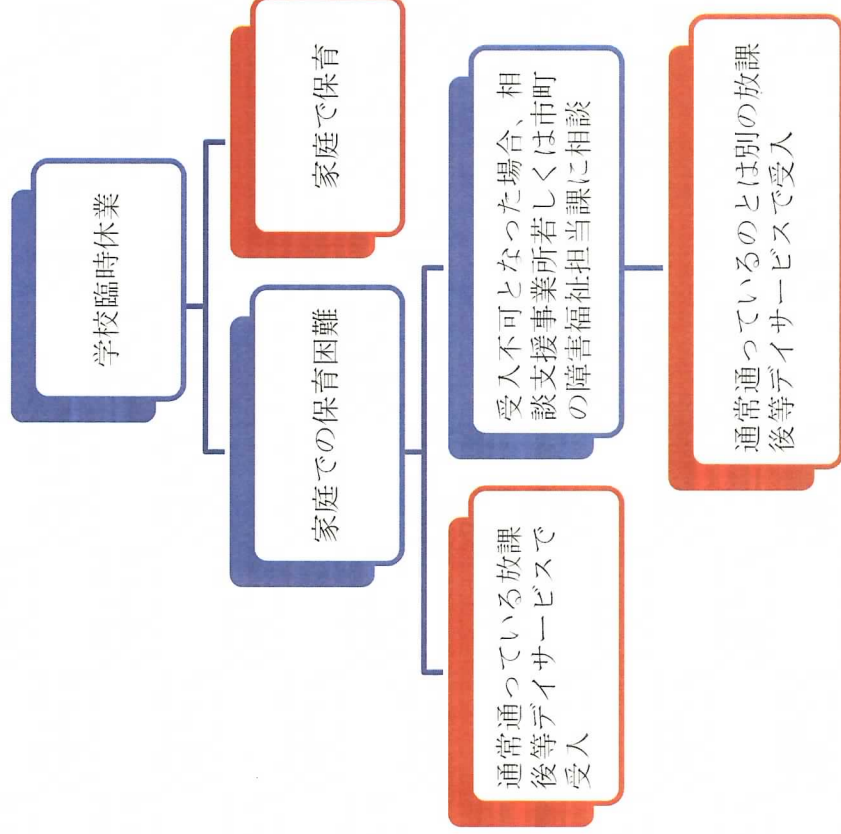 学校臨時休業
家庭での保育困難
家庭で保育
通常通っている放課
後等デイサービスで
受入
受入不可となった場合、相
談支援事業所若しくは市町
の障害福祉担当課に相談
通常通っているのとは別の放課
後等デイサービスで受入